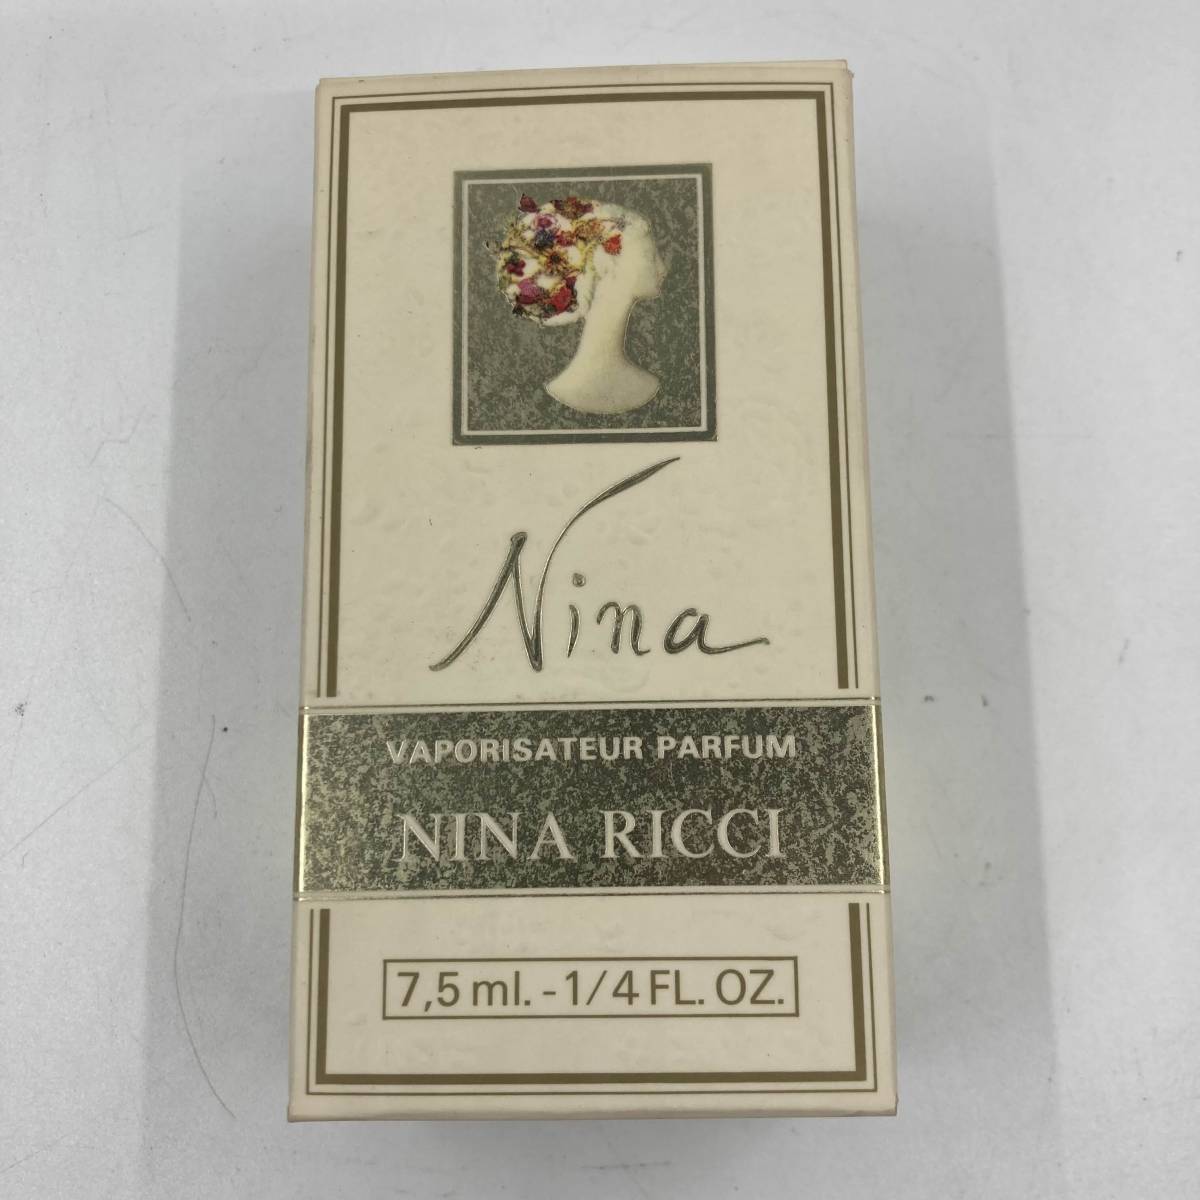 Nina
VAPORISATEUR PARFUM
NINA RICCI
7,5 ml. - 1/4 FL. OZ.